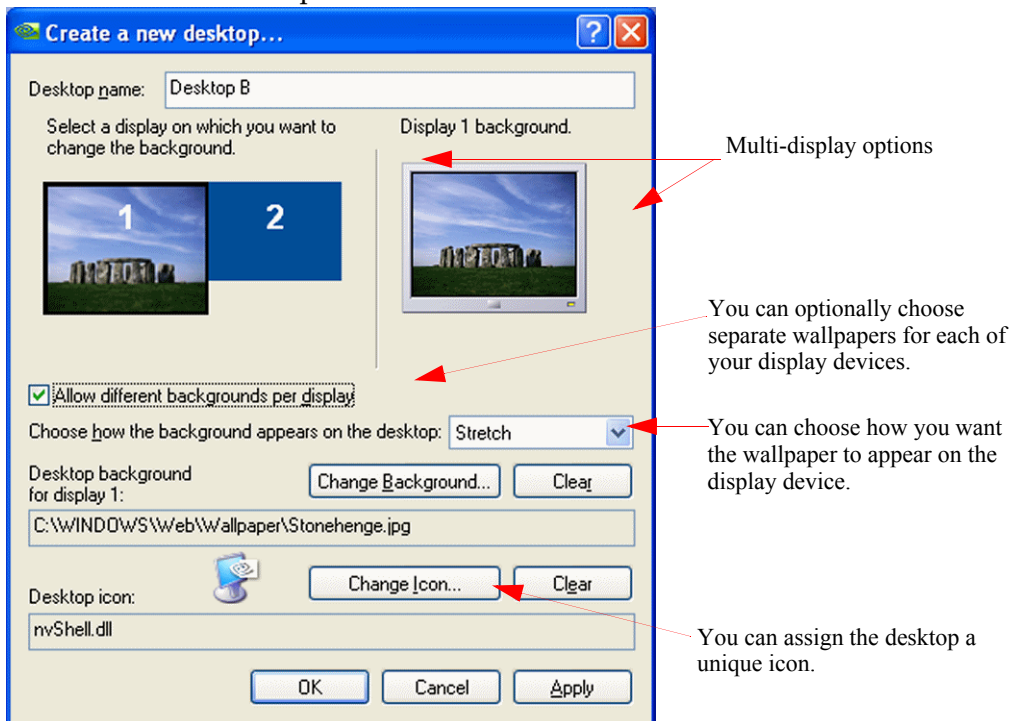 Create a new desktop...
Desktop name: Desktop B
Select a display on which you want to
change the background.
Display 1 background.
1
2
Multi-display options
You can optionally choose
separate wallpapers for each of
your display devices.
Allow different backgrounds per display
Choose how the background appears on the desktop: Stretch
You can choose how you want
the wallpaper to appear on the
display device.
Desktop background
for display 1:
Change Background...
Clear
C:\WINDOWS\Web\Wallpaper\Stonehenge.jpg
Desktop icon:
Change Icon...
Clear
nvShell.dll
You can assign the desktop a
unique icon.
OK
Cancel
Apply